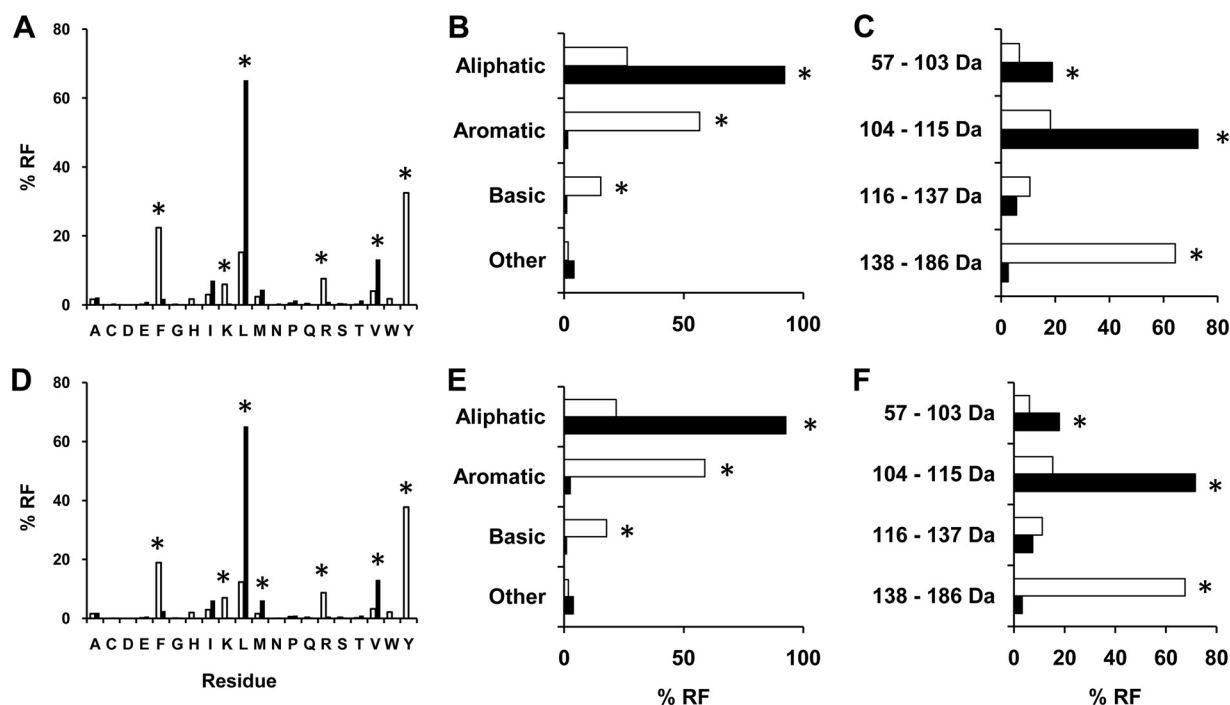 A
80
60
40
20
0
% RF
*
*
*
*
*
*
A C D E F G H I K L M N P Q R S T V W Y
B
Aliphatic
Aromatic
Basic
Other
*
*
*
0
50
100
C
57 - 103 Da
104 - 115 Da
116 - 137 Da
138 - 186 Da
*
*
*
0 20 40 60 80
D
80
60
40
20
0
% RF
*
*
*
*
*
*
*
A C D E F G H I K L M N P Q R S T V W Y
Residue
E
Aliphatic
Aromatic
Basic
Other
*
*
*
0
50
100
% RF
F
57 - 103 Da
104 - 115 Da
116 - 137 Da
138 - 186 Da
*
*
*
0 20 40 60 80
% RF